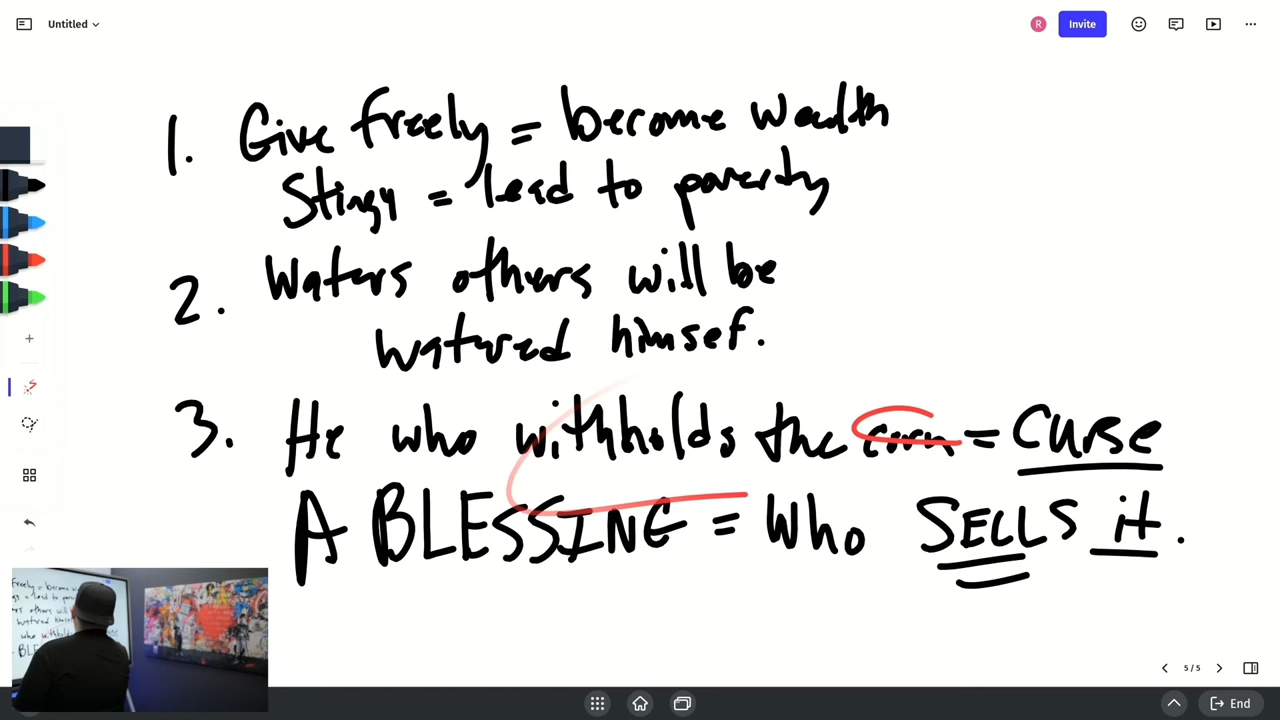 Untitled
R
Invite
1. Give freely = become wealth
Stingy = lead to poverty
2. Waters others will be
watured himsef.
3. He who withholds the corn = CURSE
A BLESSING = Who SELLS it.
5/5
End